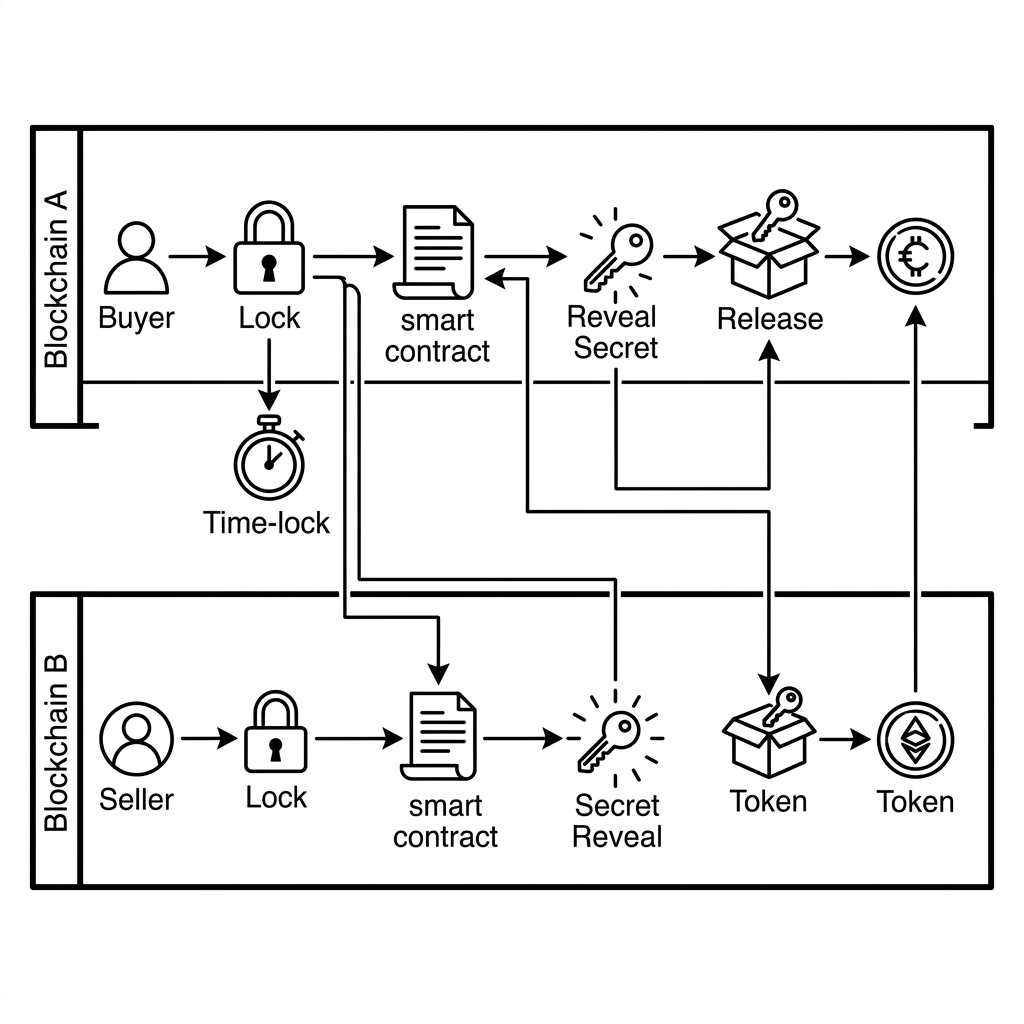 Blockchain A
Buyer
Lock
smart
contract
Reveal
Secret
Release
Time-lock
Blockchain B
Seller
Lock
smart
contract
Secret
Reveal
Token
Token